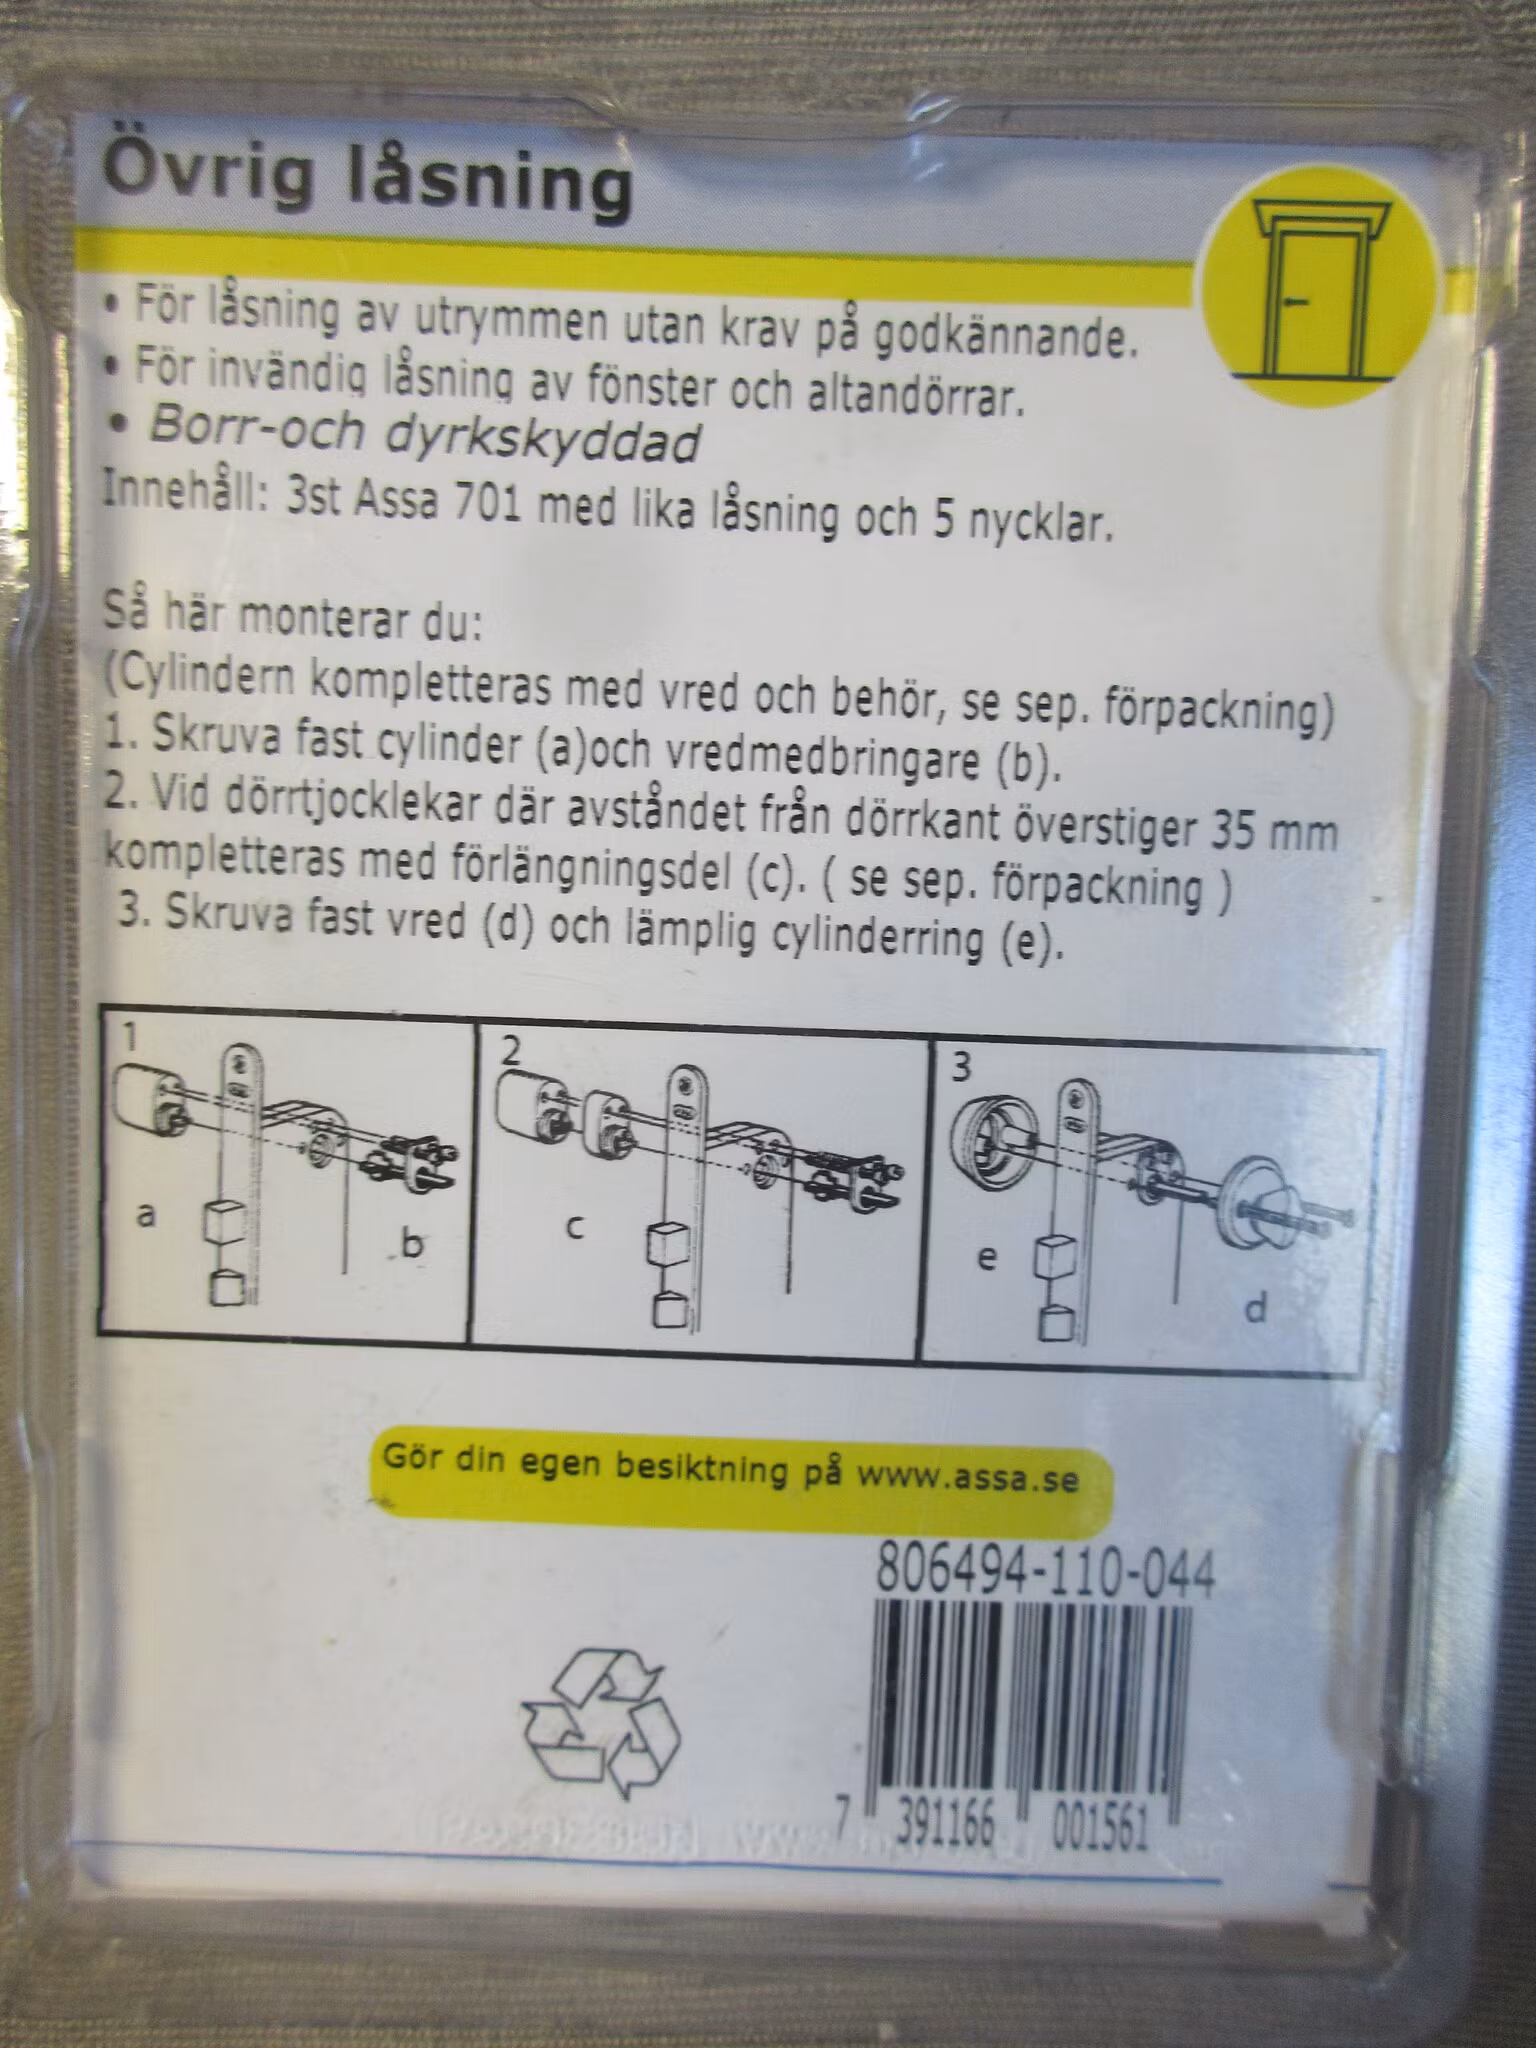 Övrig låsning
• För låsning av utrymmen utan krav på godkännande.
• För invändig låsning av fönster och altandörrar.
• Borr-och dyrkskyddad
Innehåll: 3st Assa 701 med lika låsning och 5 nycklar.
Så här monterar du:
(Cylindern kompletteras med vred och behör, se sep. förpackning)
1. Skruva fast cylinder (a)och vredmedbringare (b).
2. Vid dörrtjocklekar där avståndet från dörrkant överstiger 35 mm
kompletteras med förlängningsdel (c). ( se sep. förpackning )
3. Skruva fast vred (d) och lämplig cylinderring (e).
1
a
b
2
c
3
e
d
Gör din egen besiktning på www.assa.se
806494-110-044
7 391166 001561